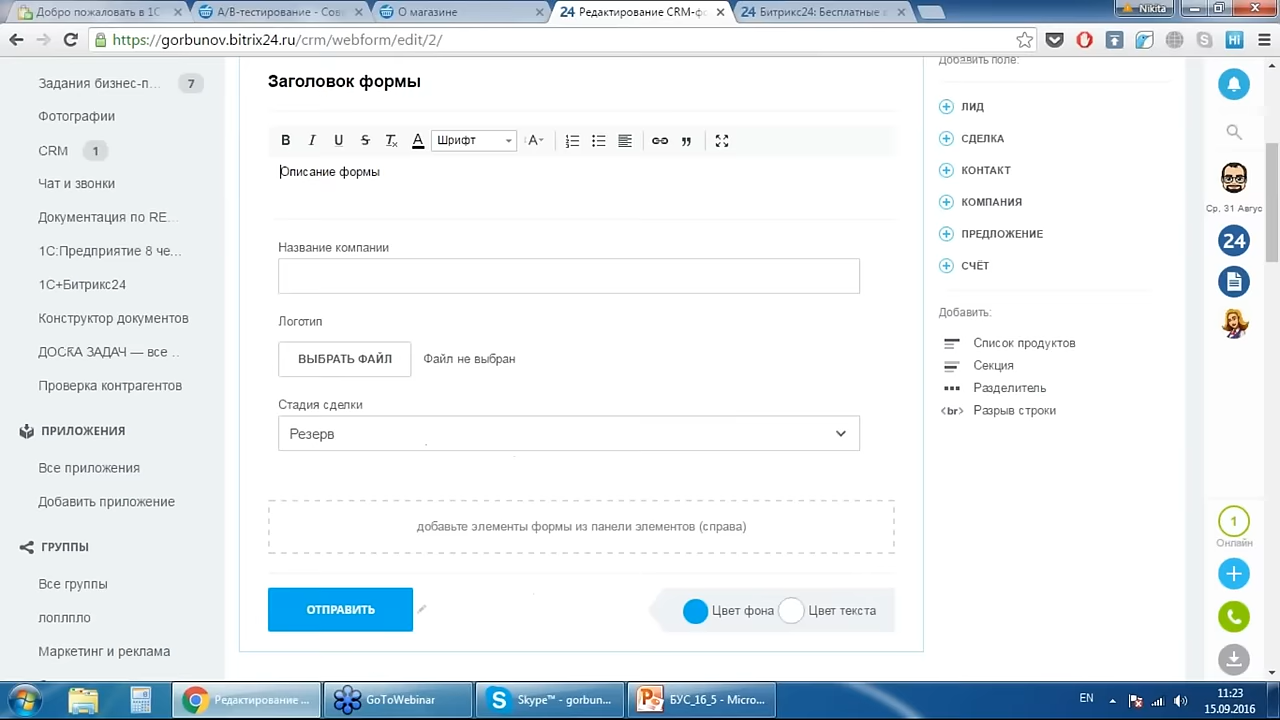 Добро пожаловать в 1С
А/В-тестирование - Сов
О магазине
24 Редактирование CRM-фо
24 Битрикс24: Бесплатные к
Nikita
https://gorbunov.bitrix24.ru/crm/webform/edit/2/
Задания бизнес-п...
7
Фотографии
CRM
1
Чат и звонки
Документация по RE...
1С:Предприятие 8 че...
1С+Битрикс24
Конструктор документов
ДОСКА ЗАДАЧ — все ..
Проверка контрагентов
ПРИЛОЖЕНИЯ
Все приложения
Добавить приложение
ГРУППЫ
Все группы
лоплпло
Маркетинг и реклама
Заголовок формы
B I U S Tx A Шрифт A
Описание формы
Название компании
Логотип
ВЫБРАТЬ ФАЙЛ
Файл не выбран
Стадия сделки
Резерв
добавьте элементы формы из панели элементов (справа)
ОТПРАВИТЬ
Цвет фона
Цвет текста
Добавить поле:
ЛИД
СДЕЛКА
КОНТАКТ
КОМПАНИЯ
ПРЕДЛОЖЕНИЕ
СЧЁТ
Добавить:
Список продуктов
Секция
Разделитель
<br> Разрыв строки
Hi
Ср, 31 Авгус
24
1
Онлайн
Редактирование ...
GoToWebinar
Skype™ - gorbun...
БУС_16_5 - Micro...
EN
11:23
15.09.2016